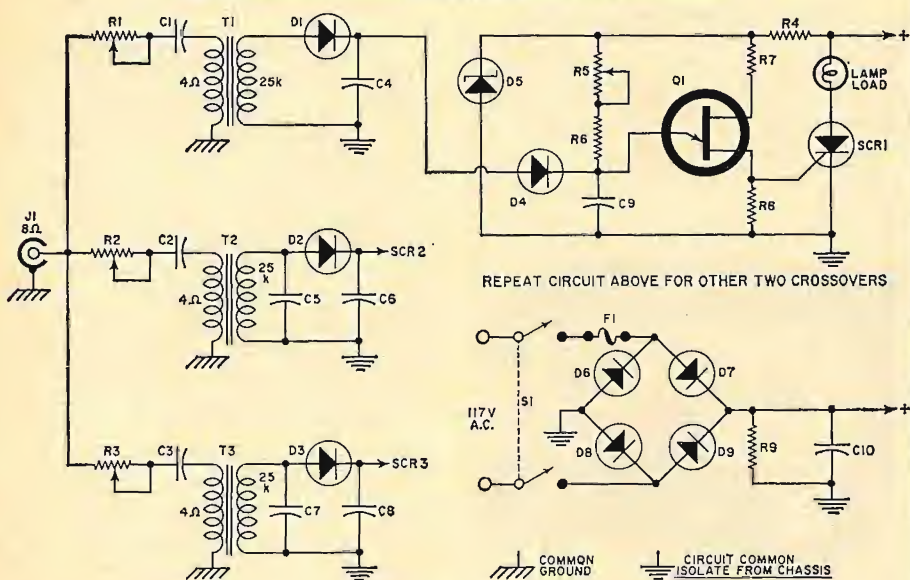 R1
C1
T1
D1
4Ω
25k
C4
D5
R5
R6
D4
C9
Q1
R7
R4
+
LAMP
LOAD
SCR1
R8
J1
8Ω
R2
C2
T2
D2
SCR2
4Ω
25
k
C5
C6
REPEAT CIRCUIT ABOVE FOR OTHER TWO CROSSOVERS
F1
S1
117V
A.C.
D6
D7
D8
D9
+
R9
C10
R3
C3
T3
D3
SCR3
4Ω
25
k
C7
C8
COMMON
GROUND
CIRCUIT COMMON
ISOLATE FROM CHASSIS